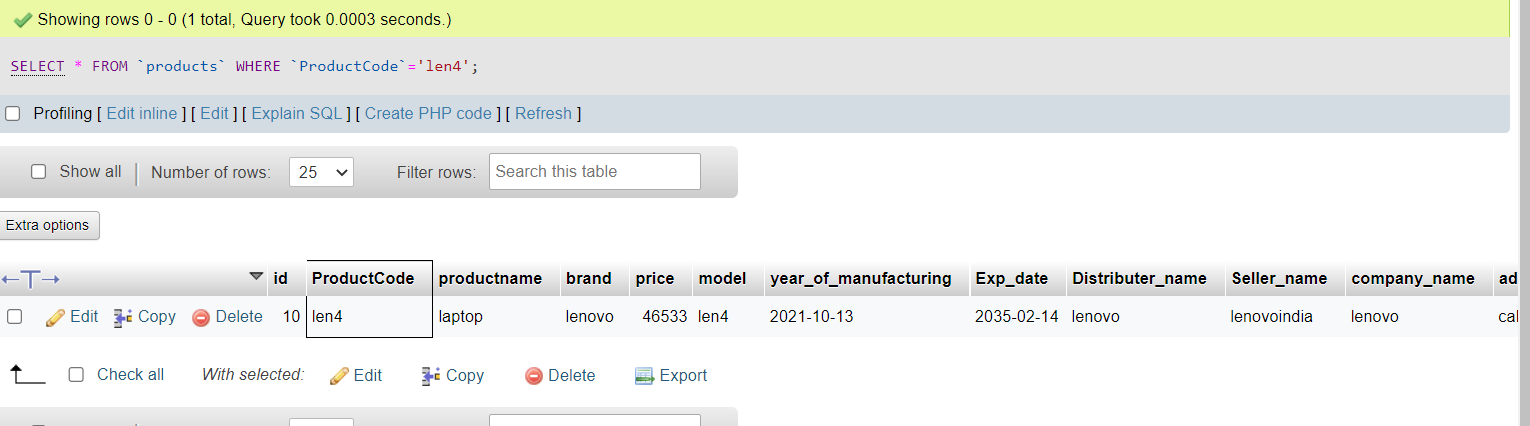 Showing rows 0 - 0 (1 total, Query took 0.0003 seconds.)
SELECT * FROM `products` WHERE `ProductCode`='len4';
Profiling [ Edit inline ] [ Edit ] [ Explain SQL ] [ Create PHP code ] [ Refresh ]
Show all Number of rows: 25 Filter rows: Search this table
Extra options
id ProductCode productname brand price model year_of_manufacturing Exp_date Distributer_name Seller_name company_name ad
Edit Copy Delete 10 len4 laptop lenovo 46533 len4 2021-10-13 2035-02-14 lenovo lenovoindia lenovo cal
Check all With selected: Edit Copy Delete Export